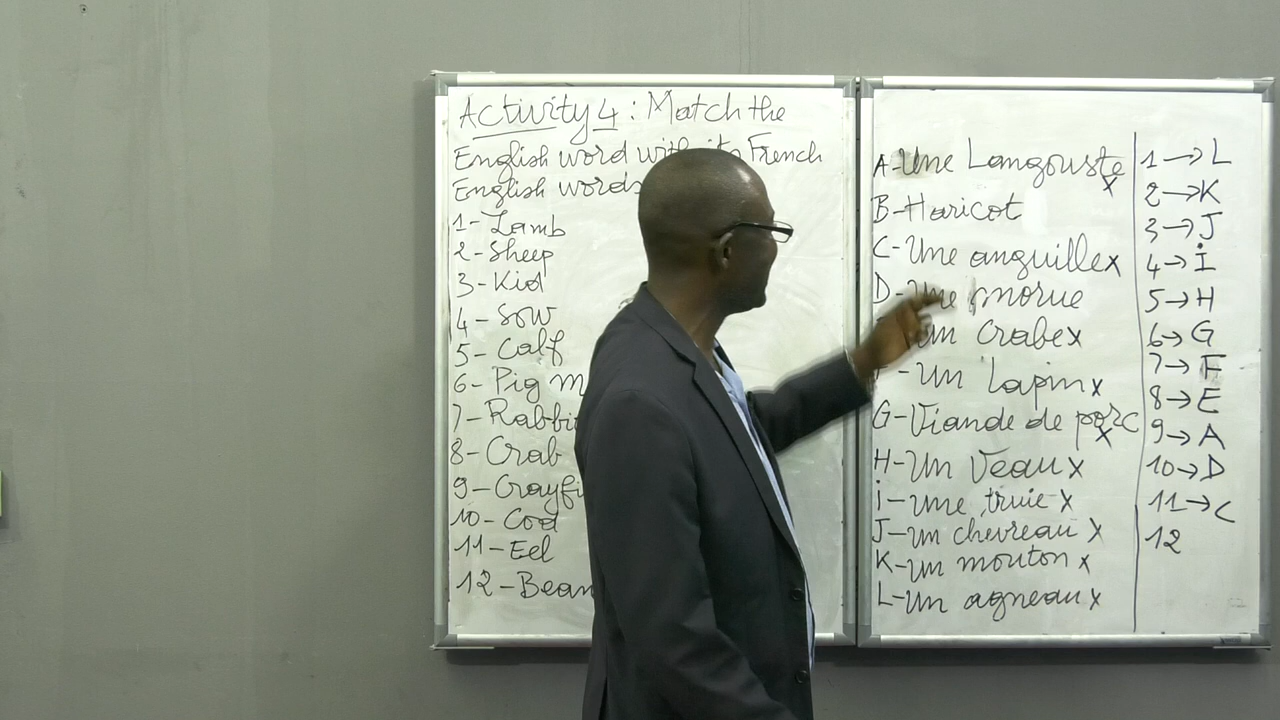 Activity 4 : Match the
English word with its French
English words
1- Lamb
2- Sheep
3- Kid
4- Sow
5- Calf
6- Pig
7- Rabbi
8- Crab
9- Crayfi
10- Cod
11- Eel
12- Bean
A- Une Langouste x
B- Haricot
C- Une anguille x
D- Une morue
un Crabe x
- un Lapin x
G- Viande de porc x
H- Un Veau x
i- une truie x
J- un chevreau x
K- un mouton x
L- un agneau x
1 → L
2 → K
3 → J
4 → i
5 → H
6 → G
7 → F
8 → E
9 → A
10 → D
11 → C
12